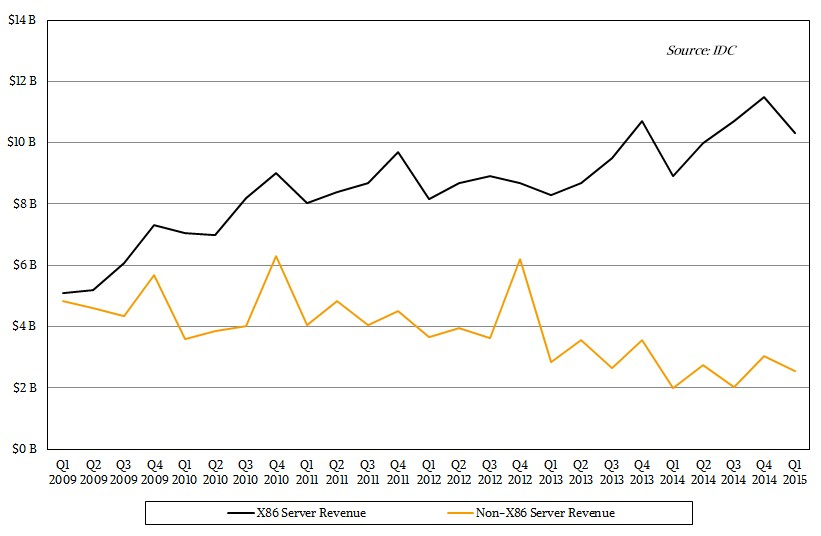 $14 B
Source: IDC
$12 B
$10 B
$8 B
$6 B
$4 B
$2 B
$0 B
Q1 Q2 Q3 Q4 Q1 Q2 Q3 Q4 Q1 Q2 Q3 Q4 Q1 Q2 Q3 Q4 Q1 Q2 Q3 Q4 Q1 Q2 Q3 Q4 Q1
2009 2009 2009 2009 2010 2010 2010 2010 2011 2011 2011 2011 2012 2012 2012 2012 2013 2013 2013 2013 2014 2014 2014 2014 2015
X86 Server Revenue Non-X86 Server Revenue